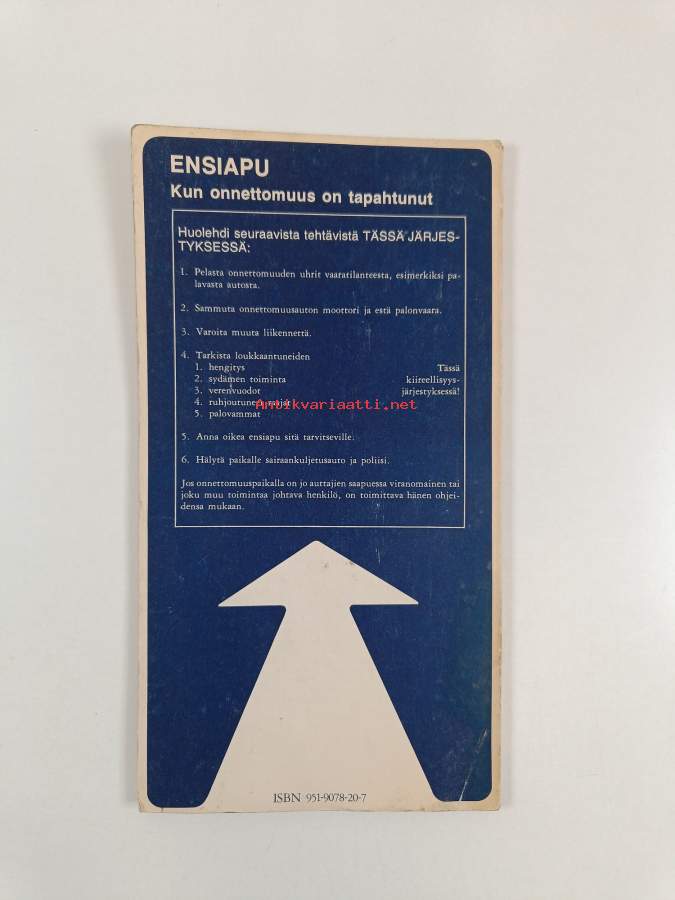 ENSIAPU
Kun onnettomuus on tapahtunut
Huolehdi seuraavista tehtävistä TÄSSÄ JÄRJES-
TYKSESSÄ:
1. Pelasta onnettomuuden uhrit vaaratilanteesta, esimerkiksi pa-
lavasta autosta.
2. Sammuta onnettomuusauton moottori ja estä palonvaara.
3. Varoita muuta liikennettä.
4. Tarkista loukkaantuneiden
1. hengitys Tässä
2. sydämen toiminta kiireellisyys-
3. verenvuodot järjestyksessä!
Antikvariaatti.net
4. ruhjoutuneet raajat
5. palovammat
5. Anna oikea ensiapu sitä tarvitseville.
6. Hälytä paikalle sairaankuljetusauto ja poliisi.
Jos onnettomuuspaikalla on jo auttajien saapuessa viranomainen tai
joku muu toimintaa johtava henkilö, on toimittava hänen ohjei-
densa mukaan.
ISBN 951-9078-20-7